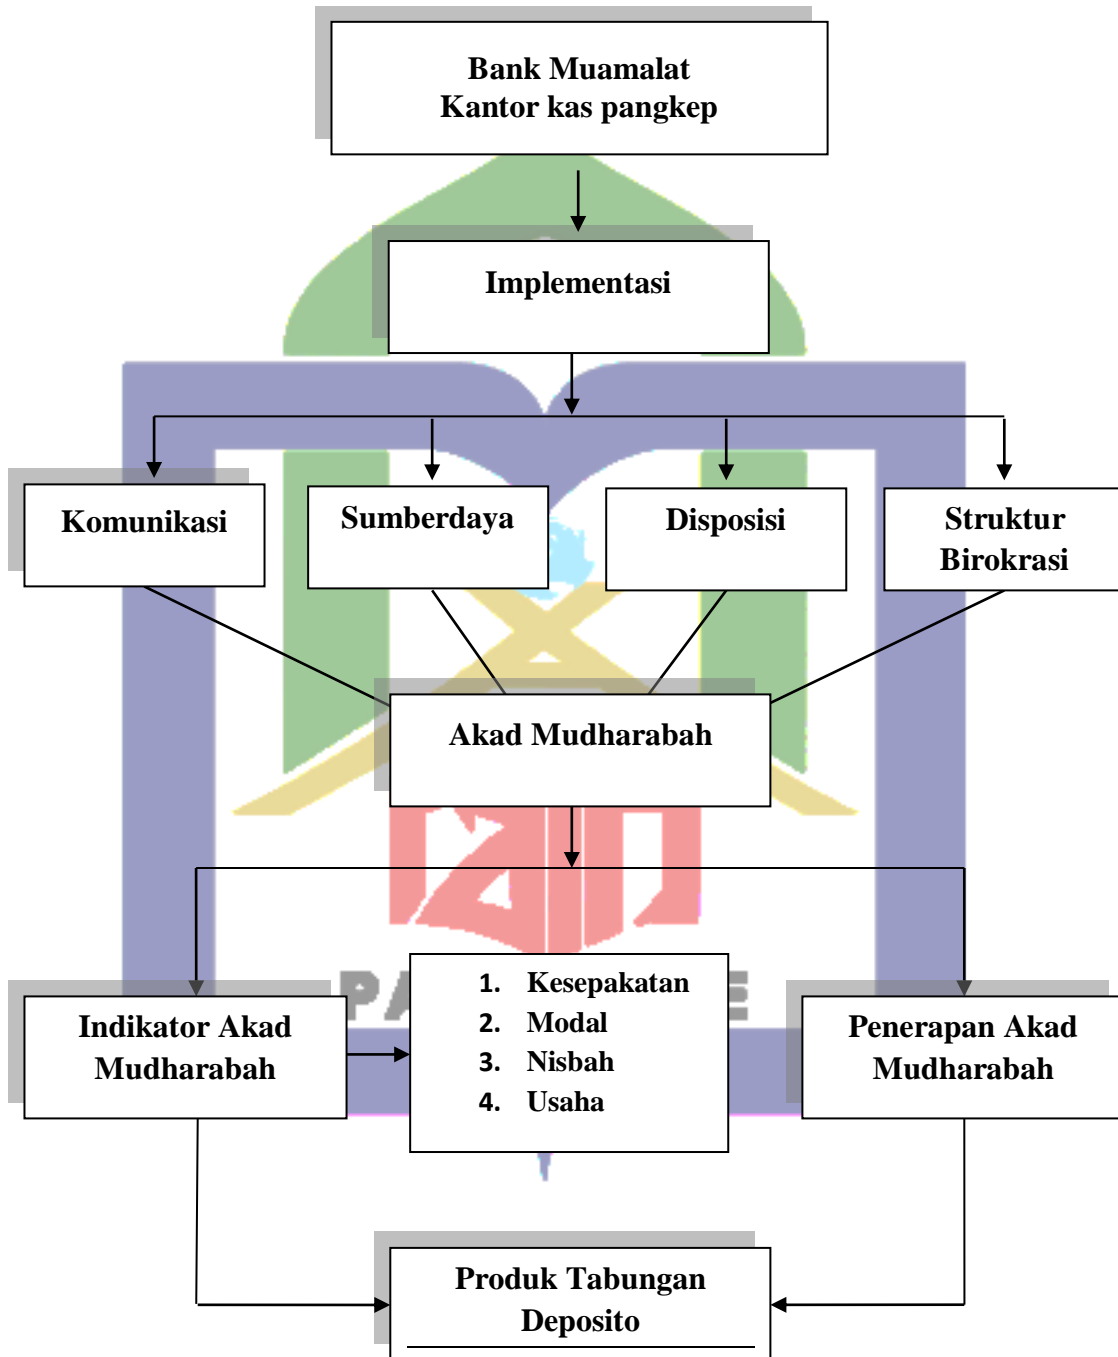 Bank Muamalat
Kantor kas pangkep
Implementasi
Komunikasi
Sumberdaya
Disposisi
Struktur
Birokrasi
Akad Mudharabah
Indikator Akad
Mudharabah
1. Kesepakatan
2. Modal
3. Nisbah
4. Usaha
Penerapan Akad
Mudharabah
Produk Tabungan
Deposito